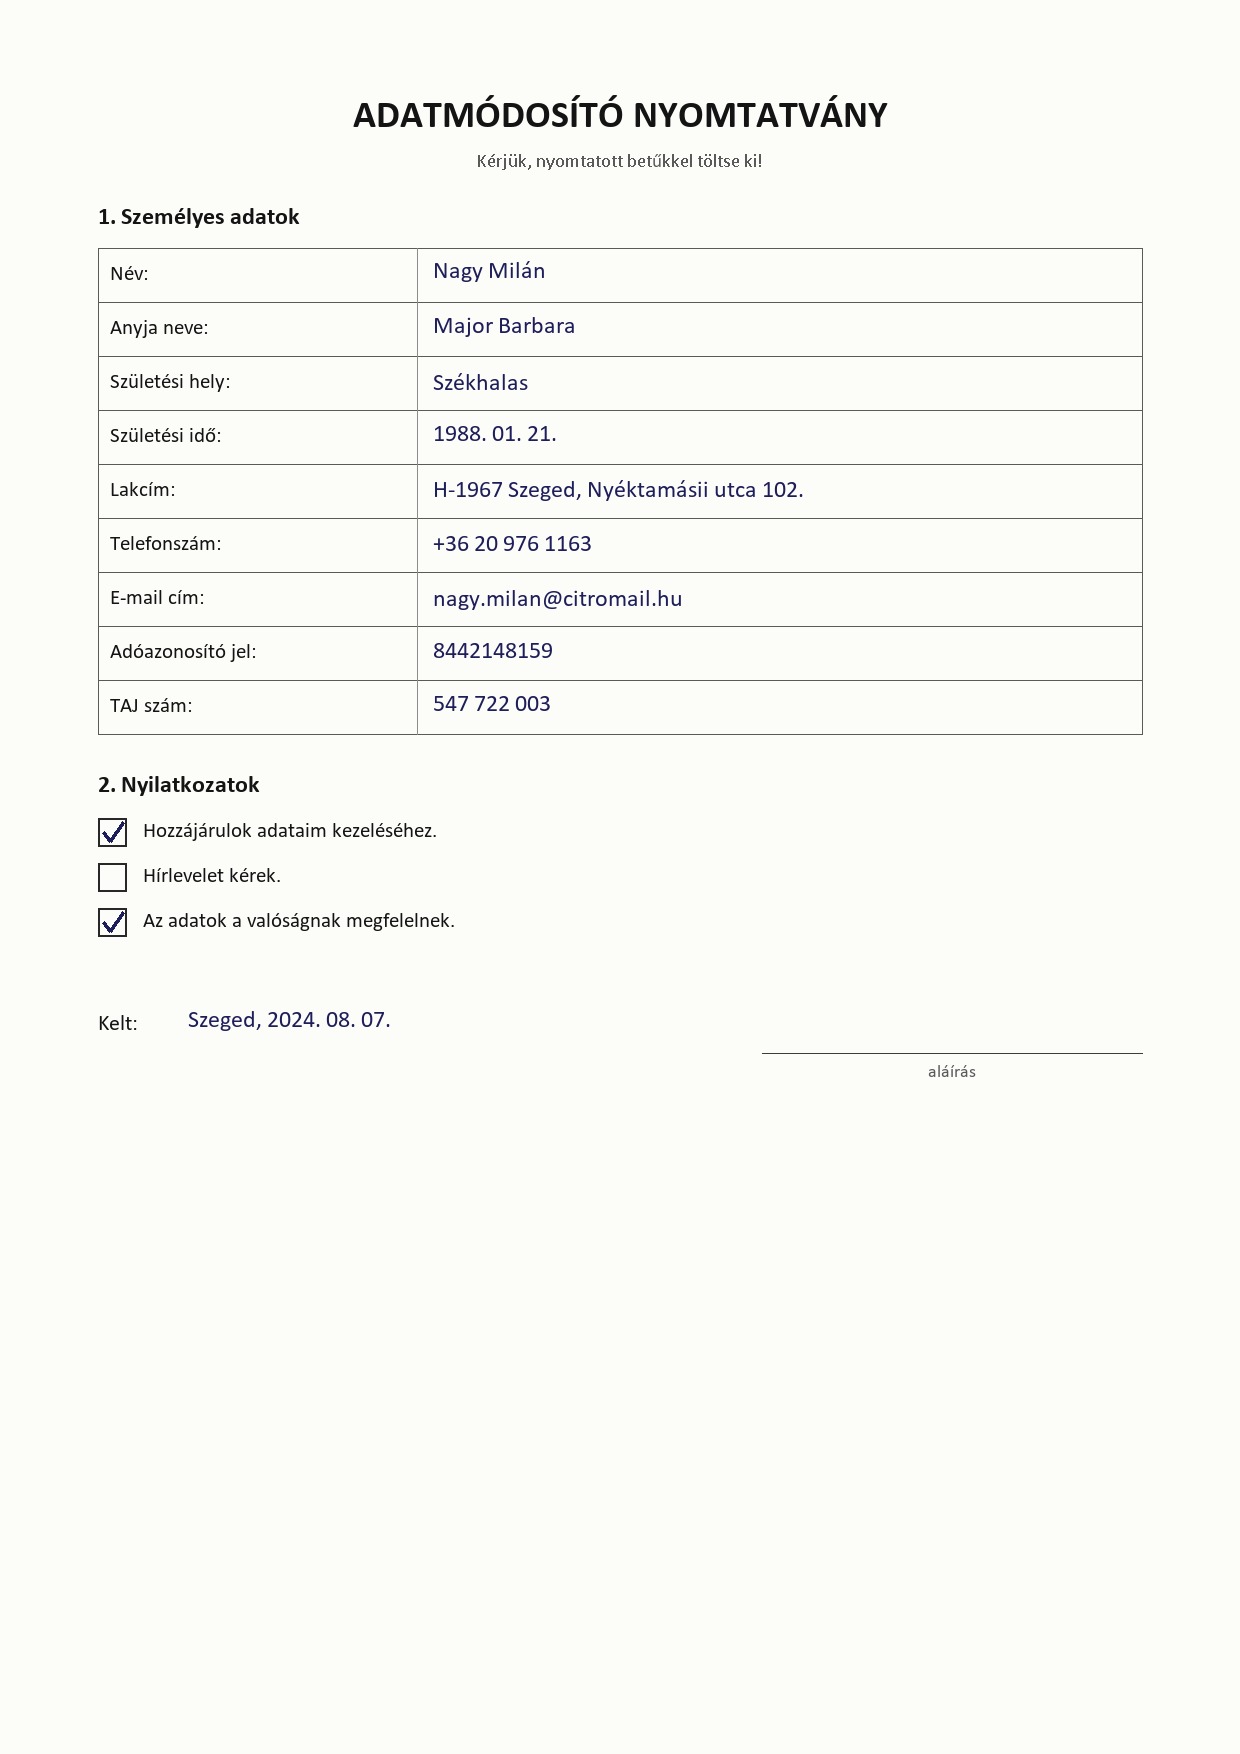 ADATMÓDOSÍTÓ NYOMTATVÁNY
Kérjük, nyomtatott betűkkel töltse ki!
1. Személyes adatok
Név: Nagy Milán
Anyja neve: Major Barbara
Születési hely: Székhalas
Születési idő: 1988. 01. 21.
Lakcím: H-1967 Szeged, Nyéktamásii utca 102.
Telefonszám: +36 20 976 1163
E-mail cím: nagy.milan@citromail.hu
Adóazonosító jel: 8442148159
TAJ szám: 547 722 003
2. Nyilatkozatok
Hozzájárulok adataim kezeléséhez.
Hírlevelet kérek.
Az adatok a valóságnak megfelelnek.
Kelt: Szeged, 2024. 08. 07.
aláírás